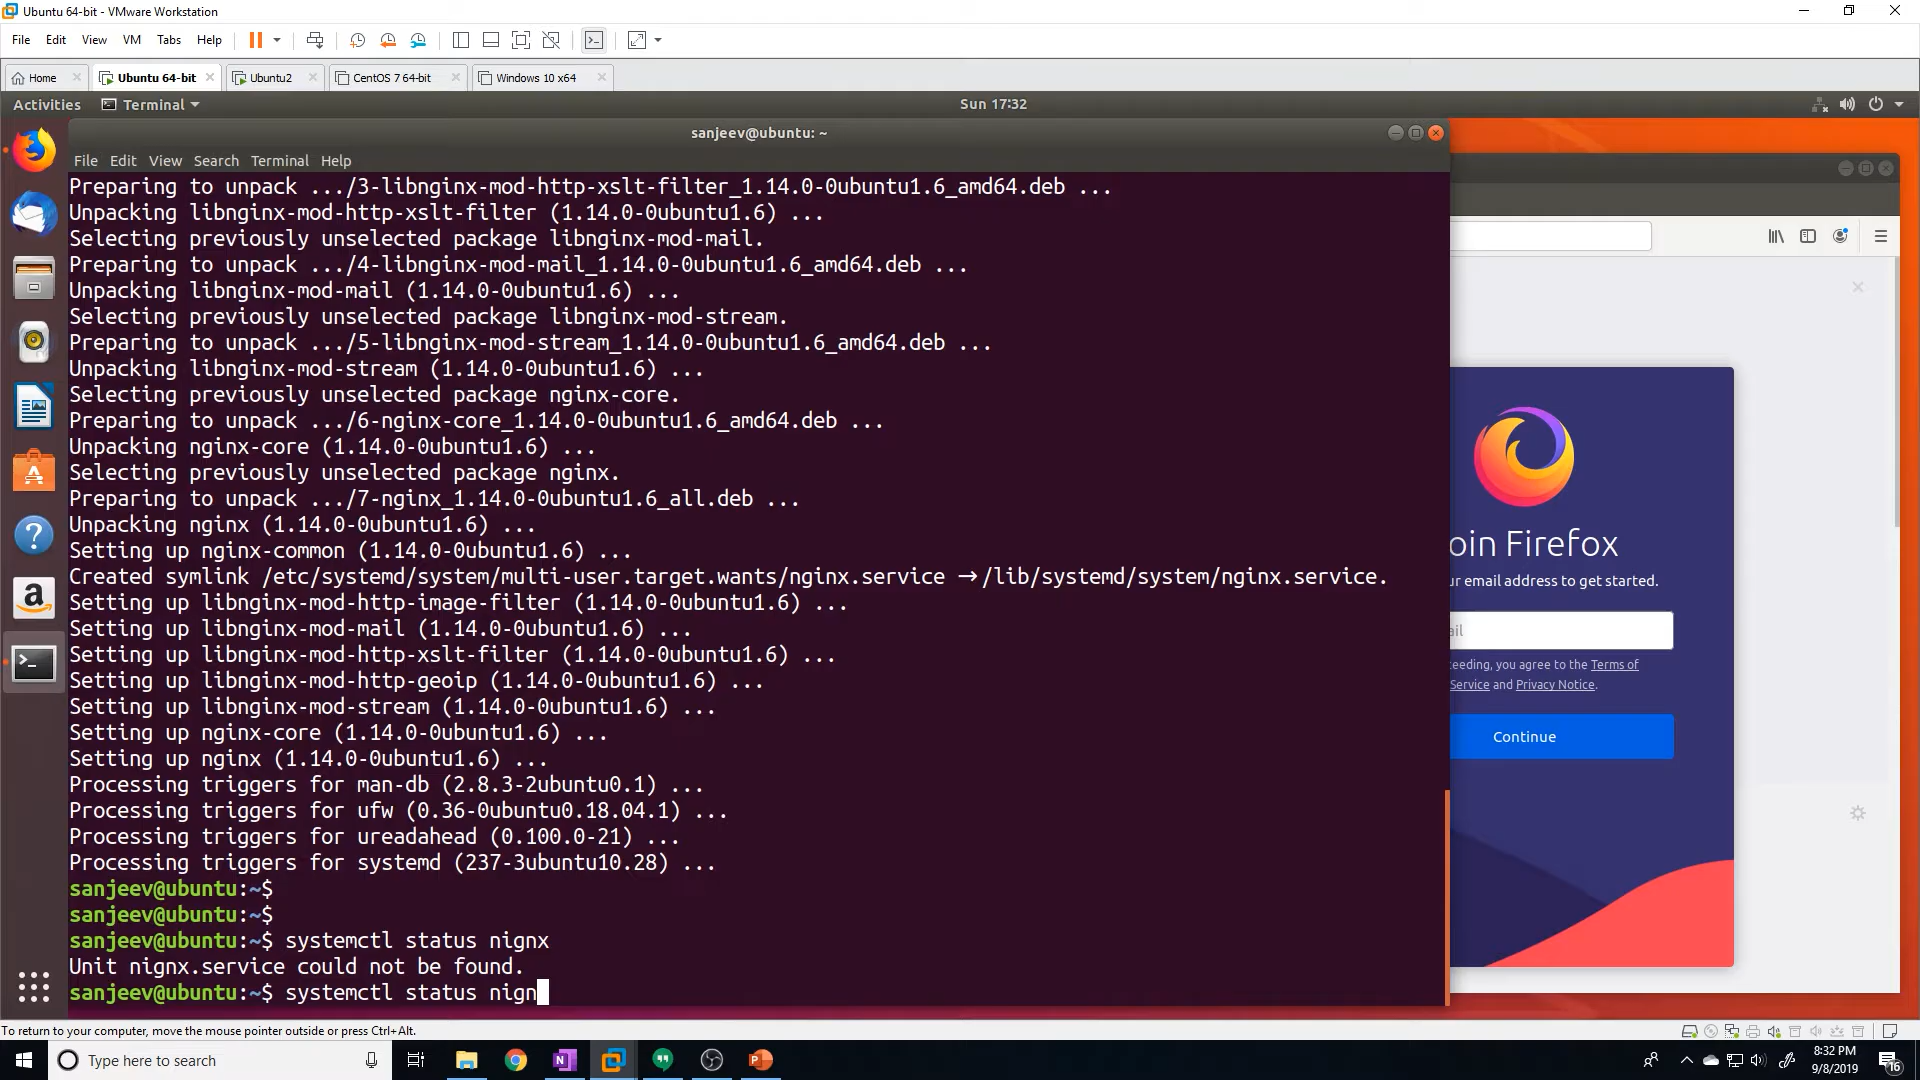 Ubuntu 64-bit - VMware Workstation
File Edit View VM Tabs Help
Home Ubuntu 64-bit Ubuntu2 CentOS 7 64-bit Windows 10 x64
Activities Terminal Sun 17:32
sanjeev@ubuntu: ~
File Edit View Search Terminal Help
Preparing to unpack .../3-libnginx-mod-http-xslt-filter_1.14.0-0ubuntu1.6_amd64.deb ...
Unpacking libnginx-mod-http-xslt-filter (1.14.0-0ubuntu1.6) ...
Selecting previously unselected package libnginx-mod-mail.
Preparing to unpack .../4-libnginx-mod-mail_1.14.0-0ubuntu1.6_amd64.deb ...
Unpacking libnginx-mod-mail (1.14.0-0ubuntu1.6) ...
Selecting previously unselected package libnginx-mod-stream.
Preparing to unpack .../5-libnginx-mod-stream_1.14.0-0ubuntu1.6_amd64.deb ...
Unpacking libnginx-mod-stream (1.14.0-0ubuntu1.6) ...
Selecting previously unselected package nginx-core.
Preparing to unpack .../6-nginx-core_1.14.0-0ubuntu1.6_amd64.deb ...
Unpacking nginx-core (1.14.0-0ubuntu1.6) ...
Selecting previously unselected package nginx.
Preparing to unpack .../7-nginx_1.14.0-0ubuntu1.6_all.deb ...
Unpacking nginx (1.14.0-0ubuntu1.6) ...
Setting up nginx-common (1.14.0-0ubuntu1.6) ...
Created symlink /etc/systemd/system/multi-user.target.wants/nginx.service → /lib/systemd/system/nginx.service.
Setting up libnginx-mod-http-image-filter (1.14.0-0ubuntu1.6) ...
Setting up libnginx-mod-mail (1.14.0-0ubuntu1.6) ...
Setting up libnginx-mod-http-xslt-filter (1.14.0-0ubuntu1.6) ...
Setting up libnginx-mod-http-geoip (1.14.0-0ubuntu1.6) ...
Setting up libnginx-mod-stream (1.14.0-0ubuntu1.6) ...
Setting up nginx-core (1.14.0-0ubuntu1.6) ...
Setting up nginx (1.14.0-0ubuntu1.6) ...
Processing triggers for man-db (2.8.3-2ubuntu0.1) ...
Processing triggers for ufw (0.36-0ubuntu0.18.04.1) ...
Processing triggers for ureadahead (0.100.0-21) ...
Processing triggers for systemd (237-3ubuntu10.28) ...
sanjeev@ubuntu:~$
sanjeev@ubuntu:~$
sanjeev@ubuntu:~$ systemctl status nignx
Unit nignx.service could not be found.
sanjeev@ubuntu:~$ systemctl status nign
oin Firefox
ur email address to get started.
ail
eeding, you agree to the Terms of
Service and Privacy Notice.
Continue
To return to your computer, move the mouse pointer outside or press Ctrl+Alt.
Type here to search
8:32 PM
9/8/2019
16